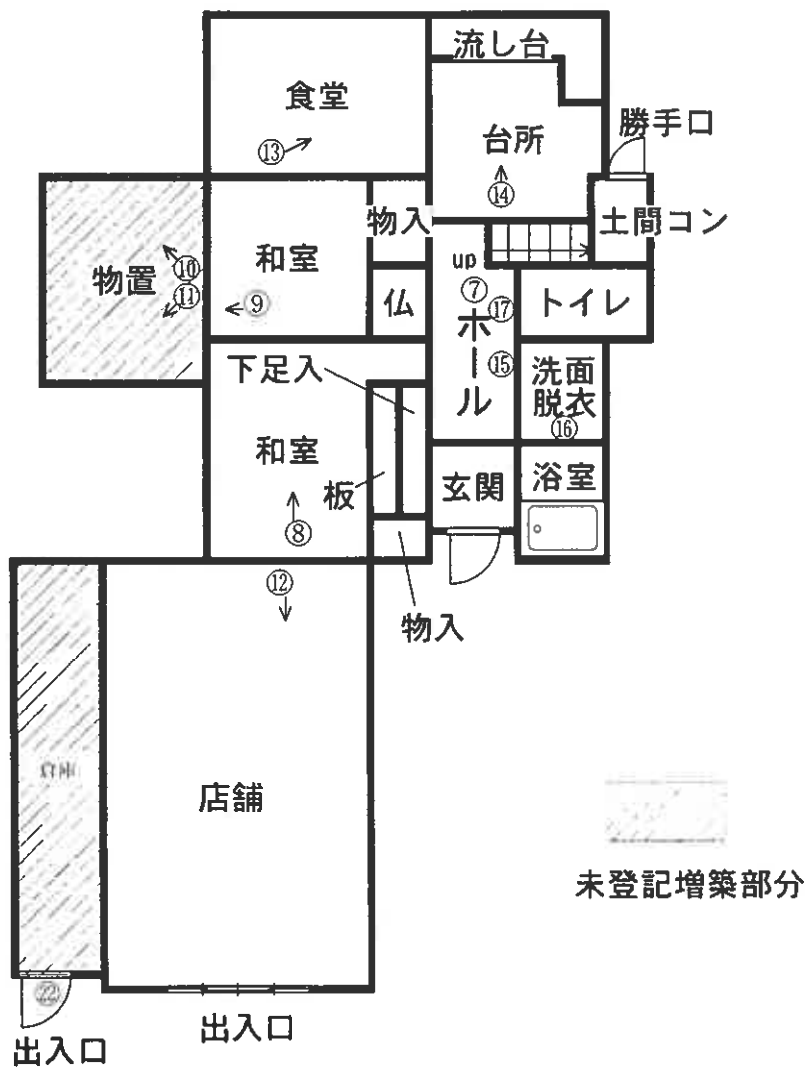 流し台
食堂
⑬
台所
⑭
勝手口
土間コン
物入
和室
物置
⑩
⑪
⑨
仏
up
⑦
⑰
ホール
⑮
トイレ
下足入
洗面
脱衣
⑯
和室
板
⑧
玄関
浴室
⑫
物入
店舗
未登記増築部分
㉒
出入口
出入口